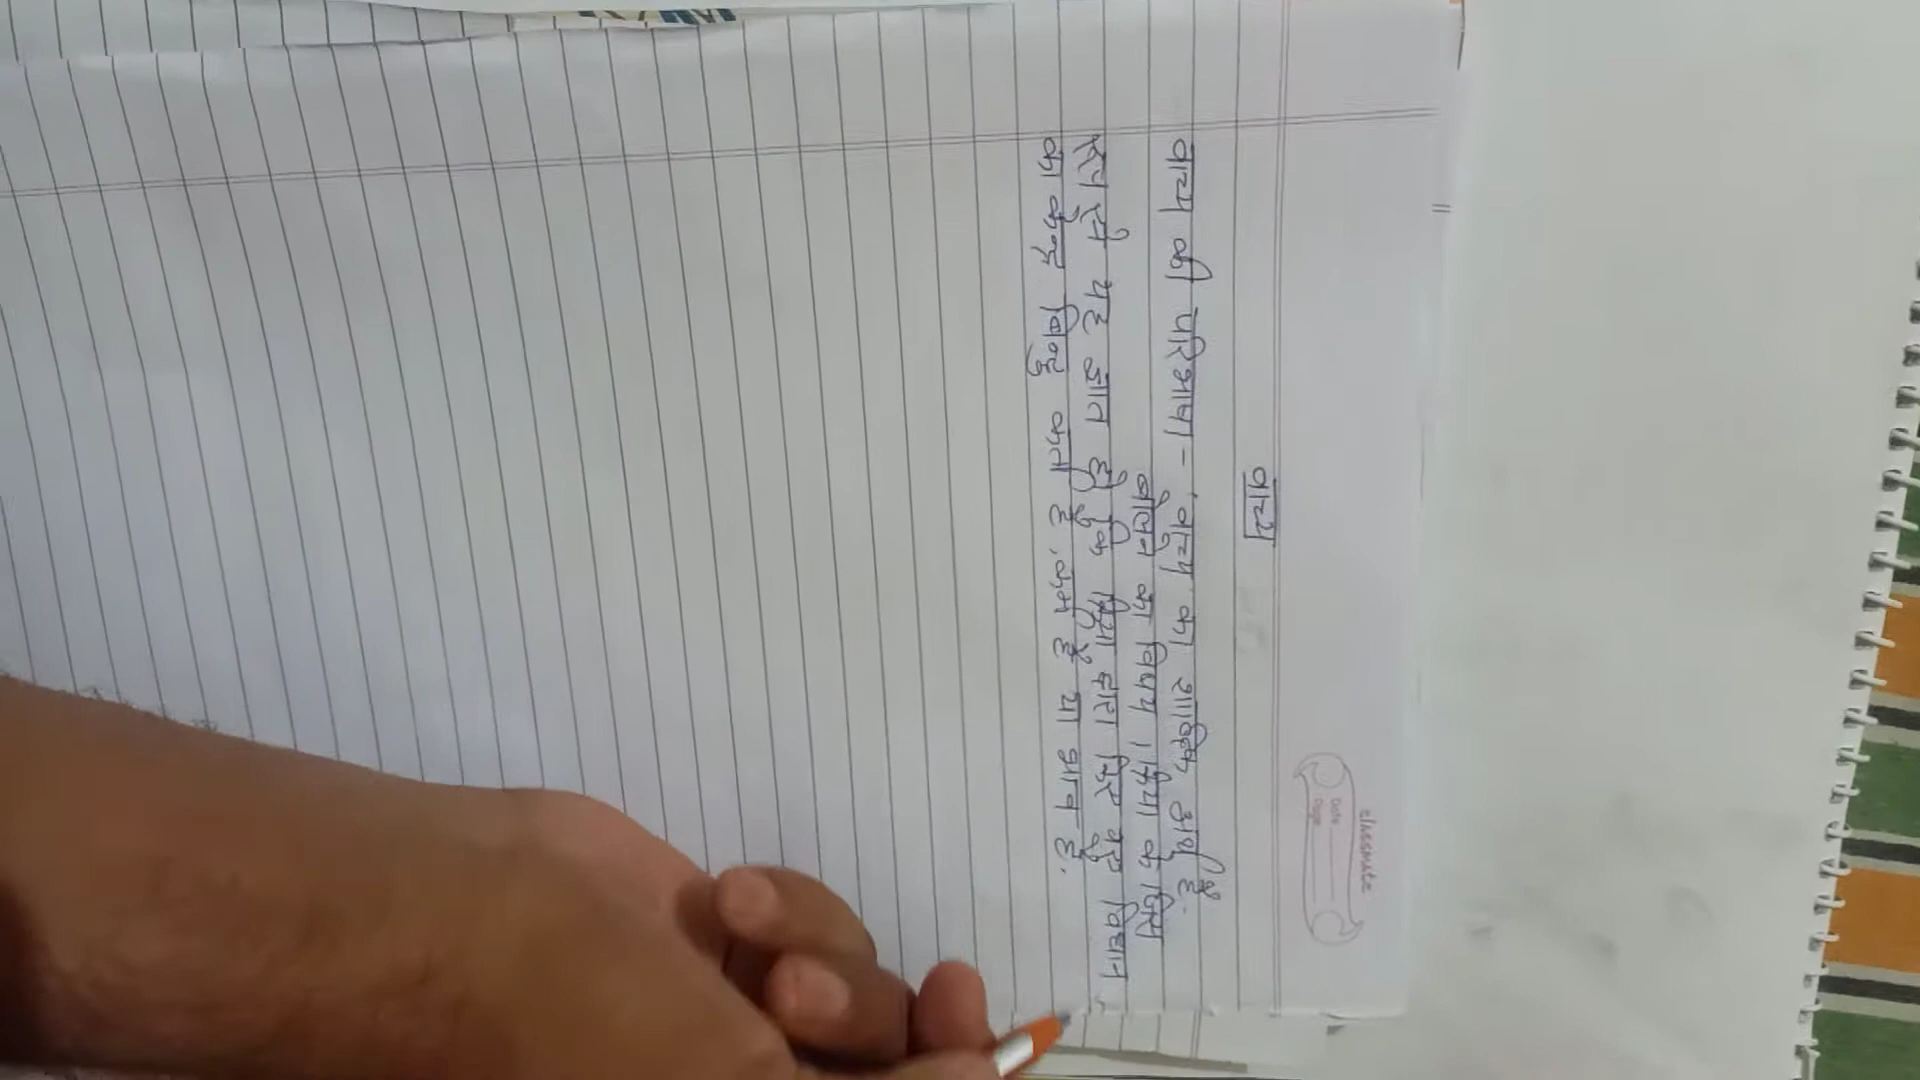 classmate
Date
Page
वाच्य
वाच्य की परिभाषा - 'वाच्य' का शाब्दिक अर्थ है.
बोलने का विषय । क्रिया के जिस
रूप से यह ज्ञात हो कि क्रिया द्वारा किए गए विधान
का केन्द्र बिन्दु कर्ता है, कर्म है या भाव है.